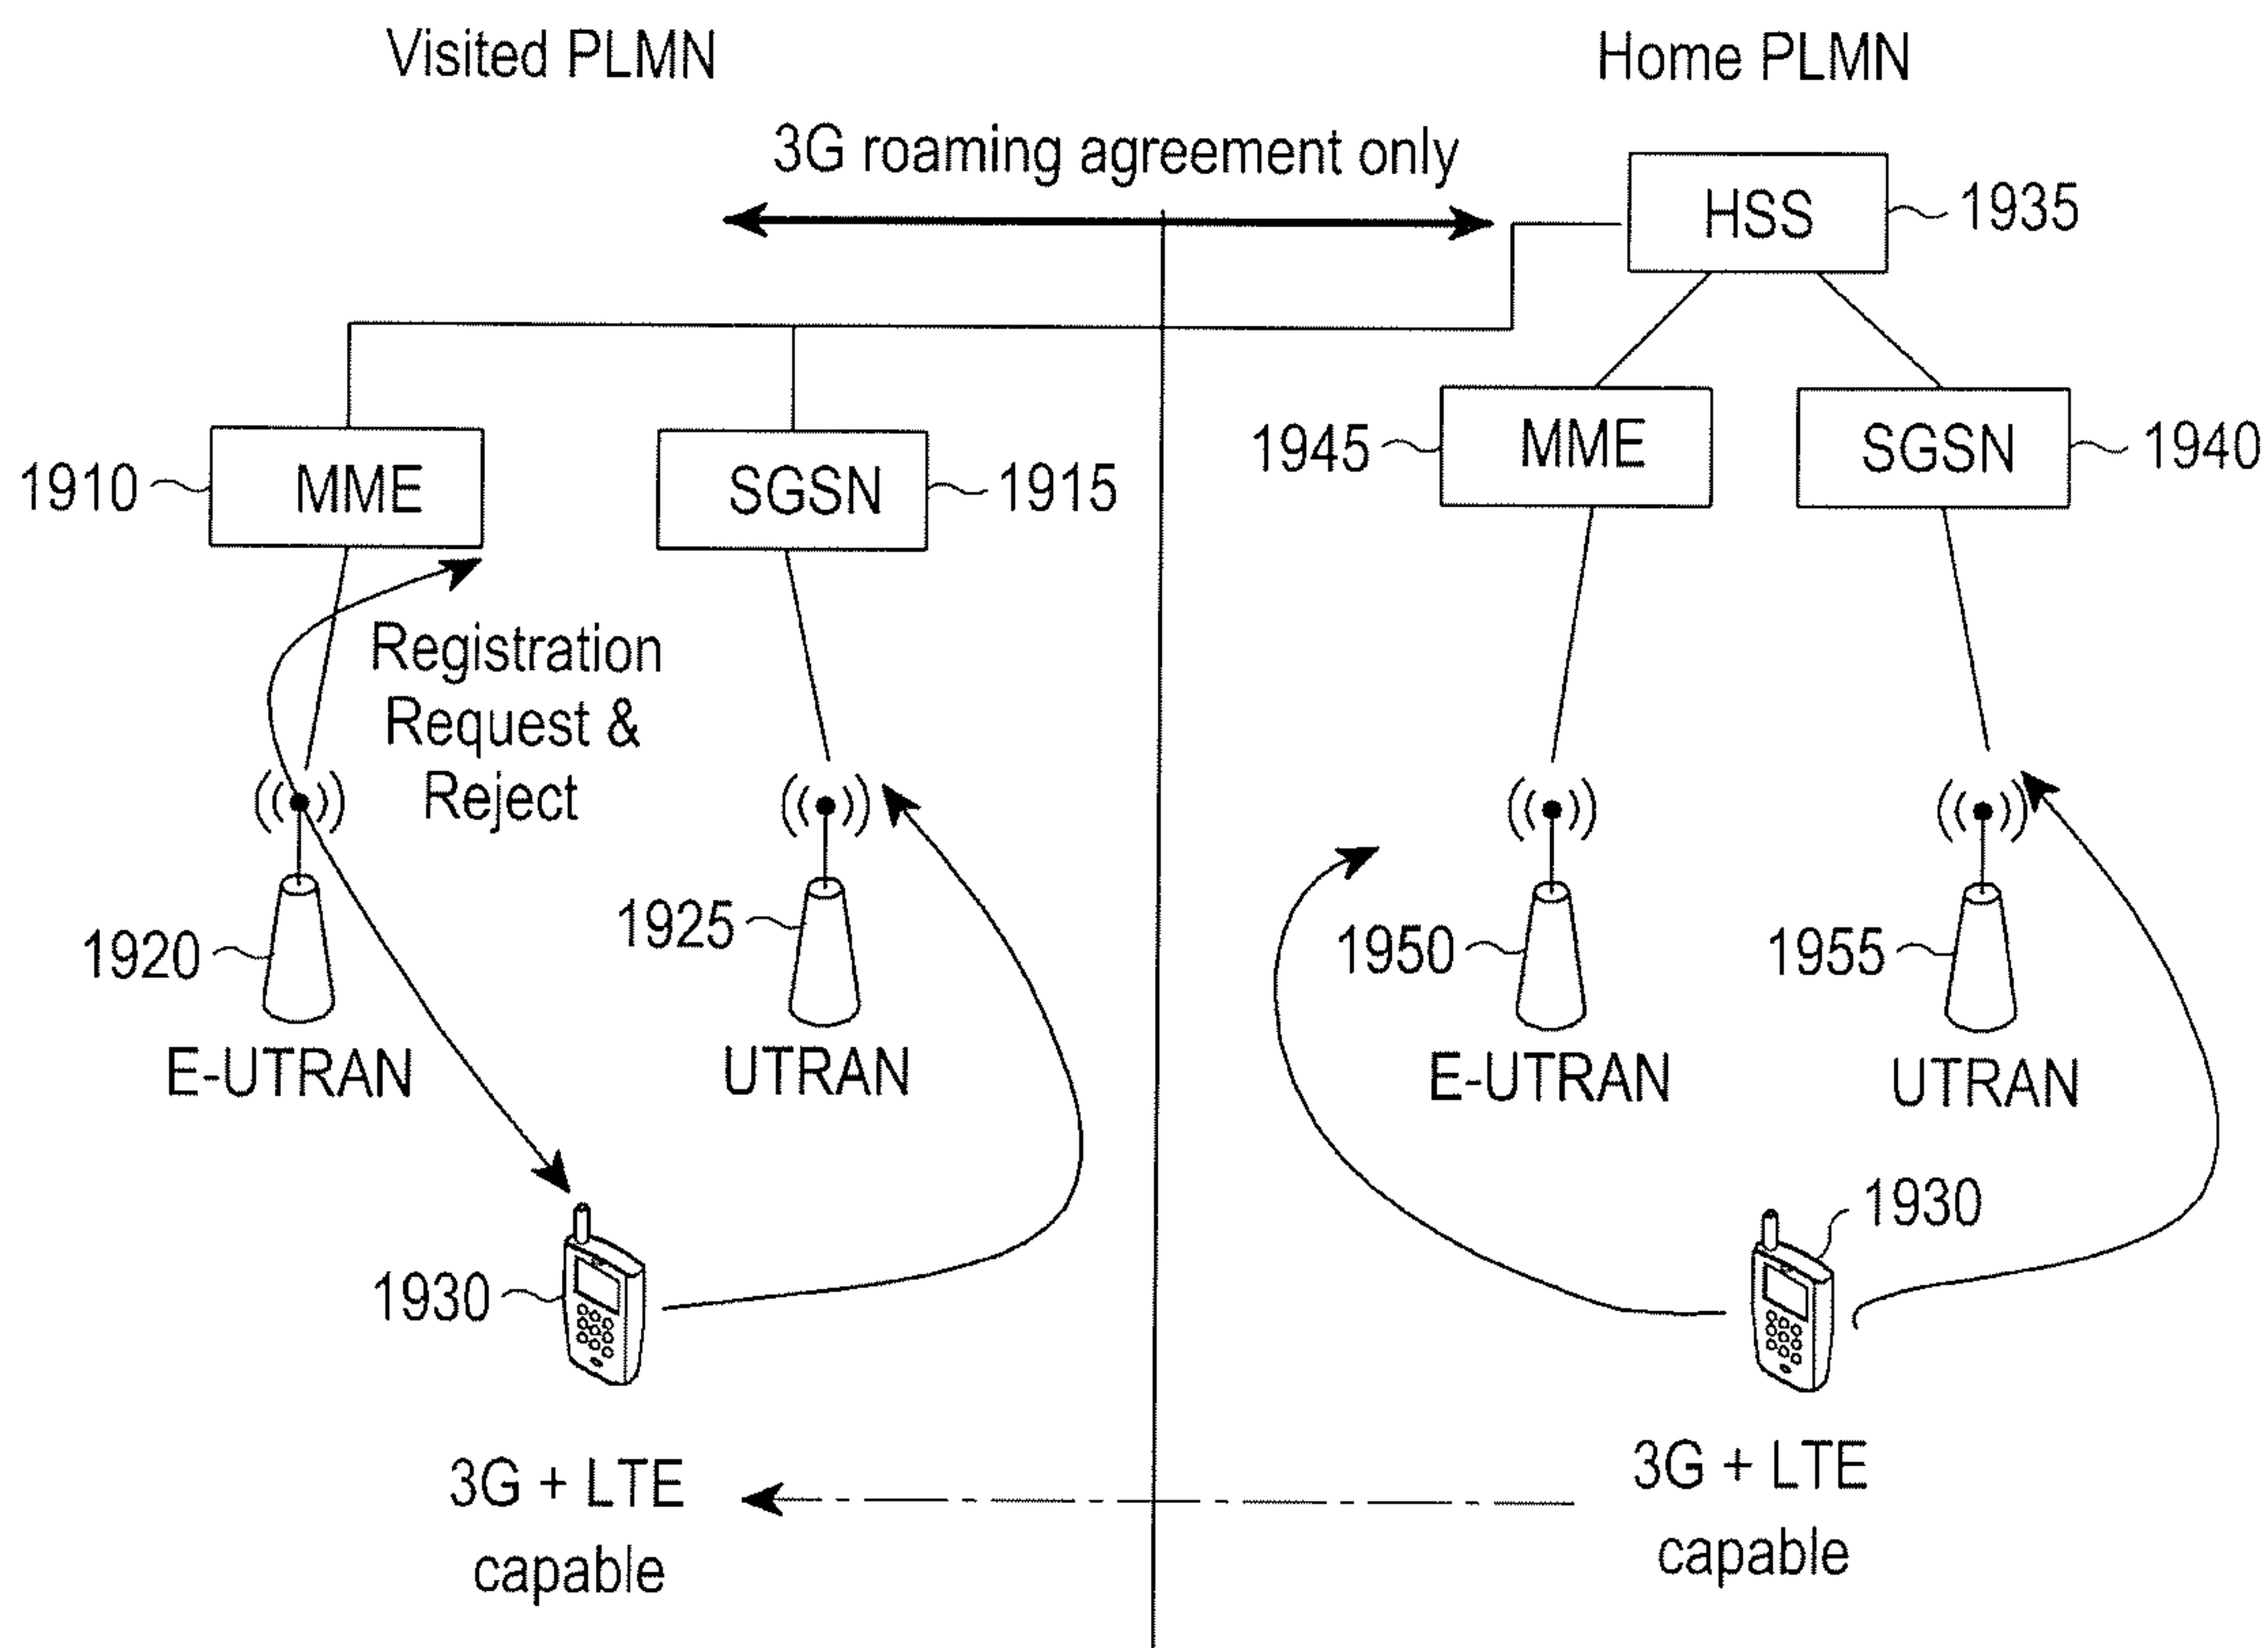 Visited PLMN
Home PLMN
3G roaming agreement only
HSS
1935
1910
MME
SGSN
1915
1945
MME
SGSN
1940
Registration
Request &
Reject
1920
1925
1950
1955
E-UTRAN
UTRAN
E-UTRAN
UTRAN
1930
1930
3G + LTE
capable
3G + LTE
capable